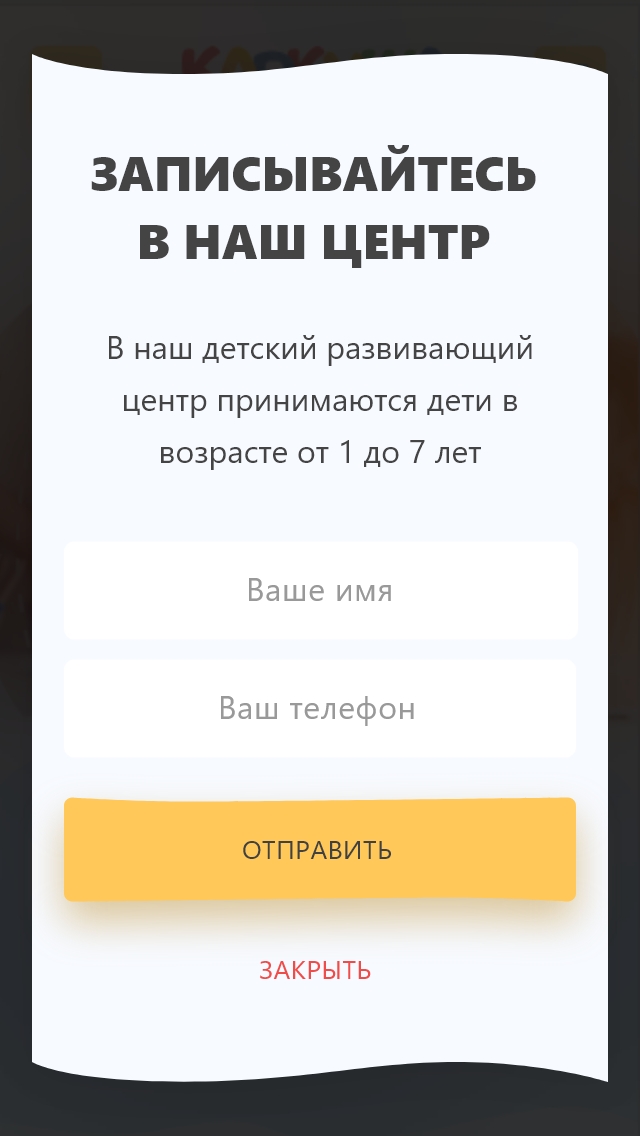 ЗАПИСЫВАЙТЕСЬ
В НАШ ЦЕНТР
В наш детский развивающий
центр принимаются дети в
возрасте от 1 до 7 лет
Ваше имя
Ваш телефон
ОТПРАВИТЬ
ЗАКРЫТЬ